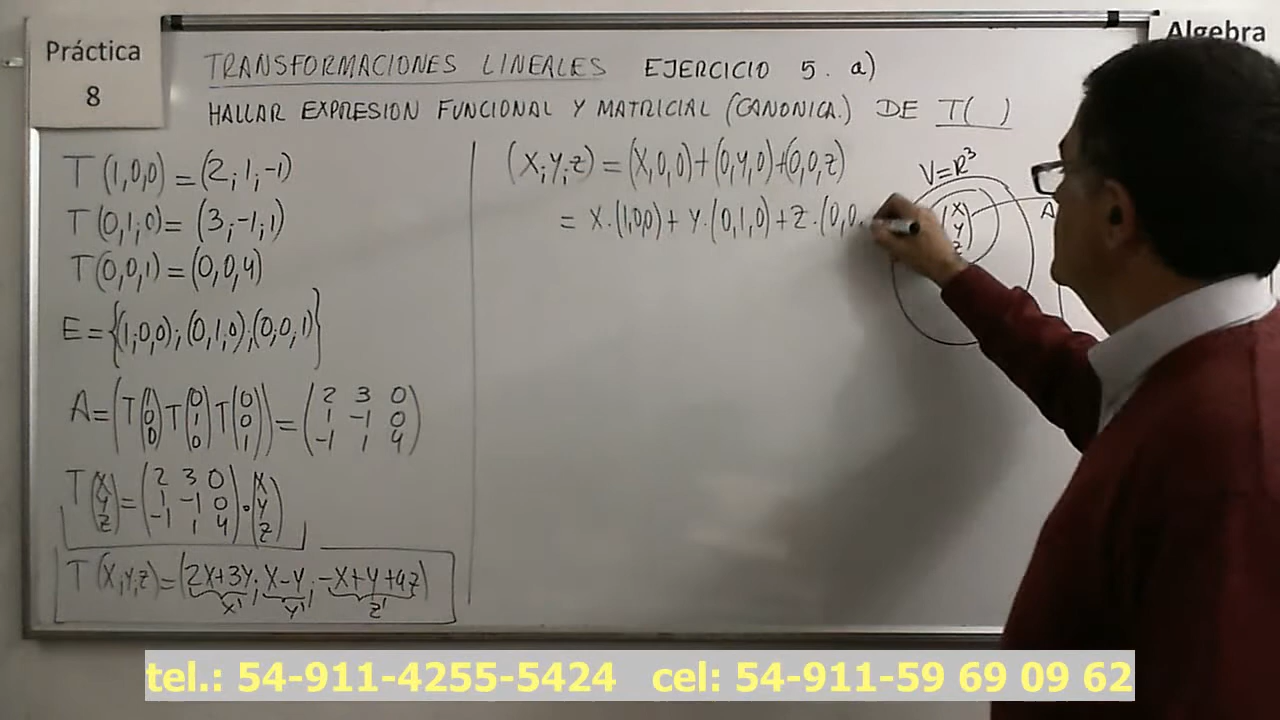 Práctica
8
Algebra
TRANSFORMACIONES LINEALES EJERCICIO 5. a)
HALLAR EXPRESION FUNCIONAL Y MATRICIAL (CANONICA.) DE T( )
T(1,0,0)=(2;1;-1)
T(0;1;0)=(3;-1;1)
T(0;0;1)=(0;0;4)
E={(1;0;0);(0;1;0);(0;0;1)}
A=(T(1 0 0) T(0 1 0) T(0 0 1))=(2 3 0
1 -1 0
-1 1 4)
T(X Y Z)=(2 3 0
1 -1 0
-1 1 4)·(X Y Z)
T(X;Y;Z)=(2X+3Y; X-Y; -X+Y+4Z)
X' Y' Z'
(X;Y;Z)=(X,0,0)+(0,Y,0)+(0,0,Z)
= X·(1,0,0)+Y·(0,1,0)+Z·(0,0,
V=R³
X
Y
Z
A
tel.: 54-911-4255-5424 cel: 54-911-59 69 09 62